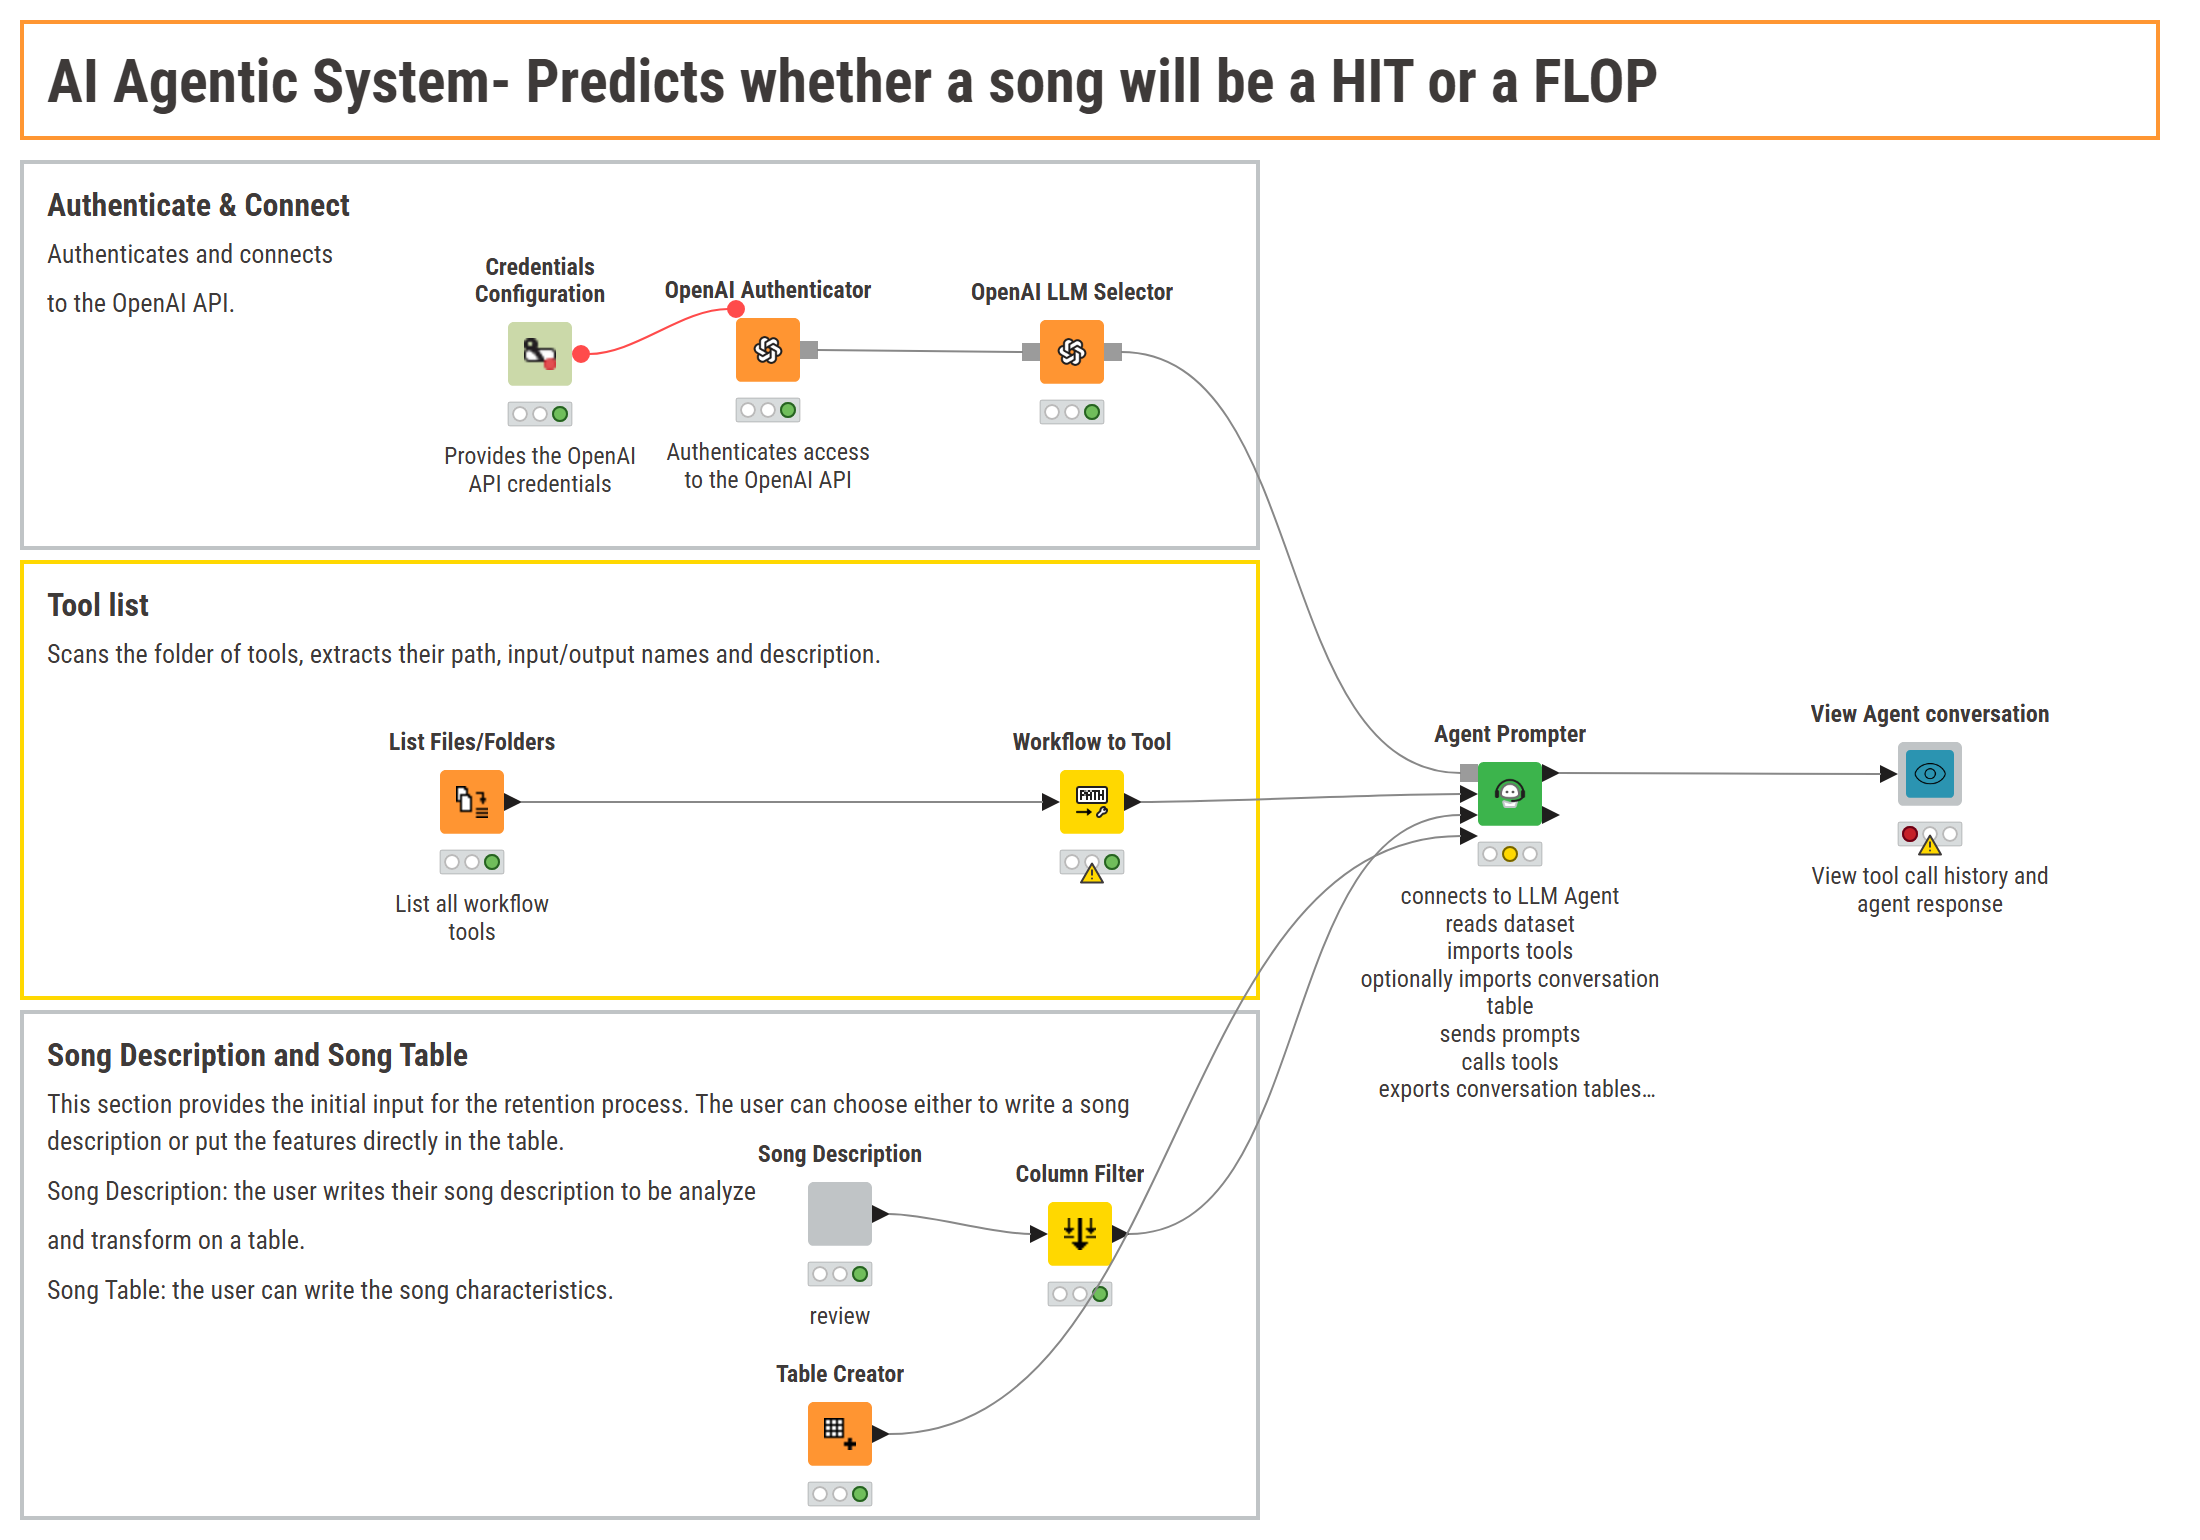 AI Agentic System- Predicts whether a song will be a HIT or a FLOP
Authenticate & Connect
Authenticates and connects
to the OpenAI API.
Credentials
Configuration
OpenAI Authenticator
OpenAI LLM Selector
Provides the OpenAI
API credentials
Authenticates access
to the OpenAI API
Tool list
Scans the folder of tools, extracts their path, input/output names and description.
List Files/Folders
Workflow to Tool
PATH
List all workflow
tools
Agent Prompter
View Agent conversation
connects to LLM Agent
reads dataset
imports tools
optionally imports conversation
table
sends prompts
calls tools
exports conversation tables…
View tool call history and
agent response
Song Description and Song Table
This section provides the initial input for the retention process. The user can choose either to write a song
description or put the features directly in the table.
Song Description: the user writes their song description to be analyze
and transform on a table.
Song Table: the user can write the song characteristics.
Song Description
Column Filter
review
Table Creator